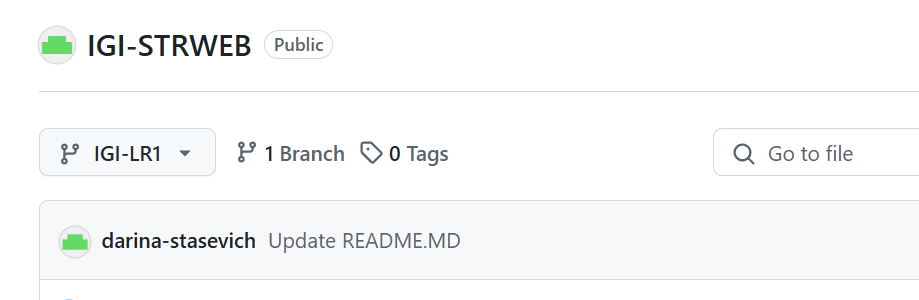 IGI-STRWEB Public
IGI-LR1 1 Branch 0 Tags Go to file
darina-stasevich Update README.MD